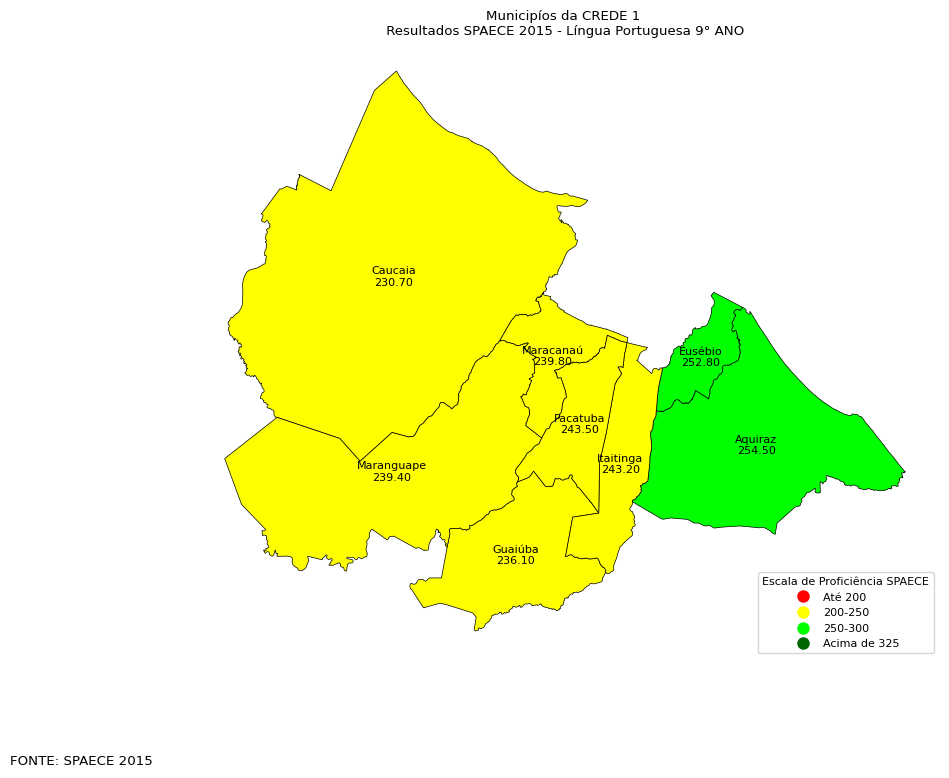 Municipíos da CREDE 1
Resultados SPAECE 2015 - Língua Portuguesa 9° ANO
Caucaia
230.70
Maracanaú
239.80
Eusébio
252.80
Pacatuba
243.50
Aquiraz
254.50
Itaitinga
243.20
Maranguape
239.40
Guaiúba
236.10
Escala de Proficiência SPAECE
Até 200
200-250
250-300
Acima de 325
FONTE: SPAECE 2015